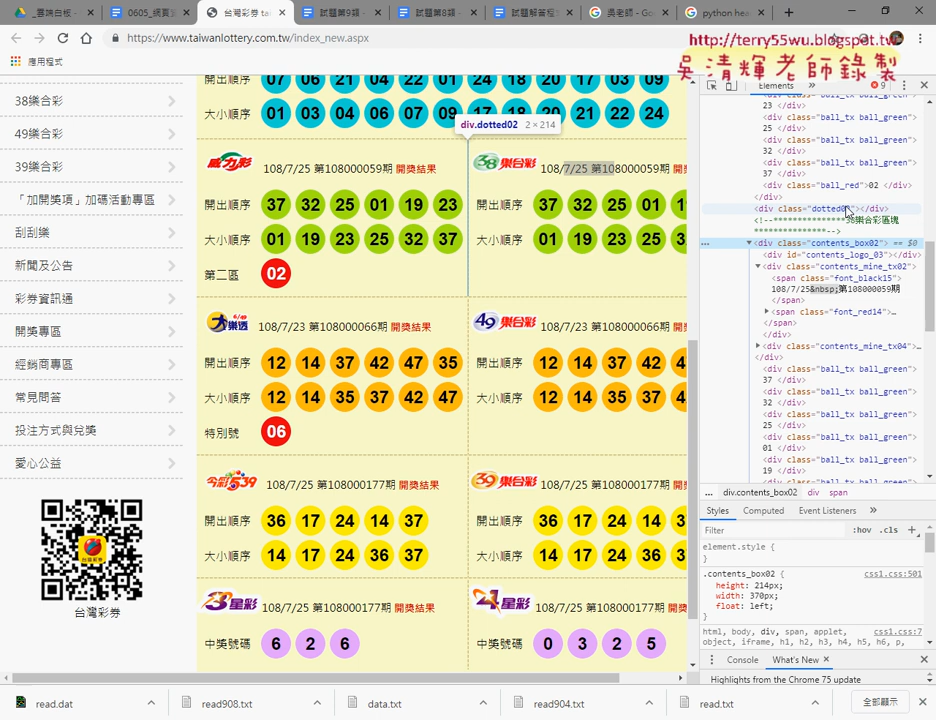 _雲端白板 -
0605_網頁資
台灣彩券 tai
試題第9類 -
試題第8類 -
試題解答程
吳老師 - Go
python hea
https://www.taiwanlottery.com.tw/index_new.aspx
應用程式
http://terry55wu.blogspot.tw
吳清輝老師錄製
38樂合彩
49樂合彩
39樂合彩
「加開獎項」加碼活動專區
刮刮樂
新聞及公告
彩券資訊通
開獎專區
經銷商專區
常見問答
投注方式與兌獎
愛心公益
台灣彩券
開出順序 07 06 21 04 22 01 24 18 20 17 03 09
大小順序 01 03 04 06 07 09 17 18 20 21 22 24
div.dotted02 2 × 214
威力彩 108/7/25 第108000059期 開獎結果
開出順序 37 32 25 01 19 23
大小順序 01 19 23 25 32 37
第二區 02
38樂合彩 108/7/25 第108000059期 開獎結果
開出順序 37 32 25 01
大小順序 01 19 23 25
大樂透 108/7/23 第108000066期 開獎結果
開出順序 12 14 37 42 47 35
大小順序 12 14 35 37 42 47
特別號 06
49樂合彩 108/7/23 第108000066期 開獎結果
開出順序 12 14 37 42
大小順序 12 14 35 37
今彩539 108/7/25 第108000177期 開獎結果
開出順序 36 17 24 14 37
大小順序 14 17 24 36 37
39樂合彩 108/7/25 第108000177期 開獎結果
開出順序 36 17 24 14
大小順序 14 17 24 36
3星彩 108/7/25 第108000177期 開獎結果
中獎號碼 6 2 6
4星彩 108/7/25 第108000177期 開獎結果
中獎號碼 0 3 2 5
Elements » 9
<div class="ball_tx ball_green">
23 </div>
<div class="ball_tx ball_green">
25 </div>
<div class="ball_tx ball_green">
37 </div>
<div class="ball_red">02 </div>
</div>
<div class="dotted02"></div>
<!--***************38樂合彩區塊
***************-->
<div class="contents_box02"> == $0
<div id="contents_logo_03"></div>
<div class="contents_mine_tx02">
<span class="font_black15">
108/7/25&nbsp;第108000059期
</span>
<span class="font_red14">…
</span>
</div>
<div class="contents_mine_tx04">…
</div>
<div class="ball_tx ball_green">
37 </div>
<div class="ball_tx ball_green">
32 </div>
<div class="ball_tx ball_green">
25 </div>
<div class="ball_tx ball_green">
01 </div>
<div class="ball_tx ball_green">
19 </div>
<div class="ball_tx ball_green">
... div.contents_box02 div span
Styles Computed Event Listeners »
Filter :hov .cls +
element.style {
}
.contents_box02 { css1.css:501
height: 214px;
width: 370px;
float: left;
}
html, body, div, span, applet, css1.css:7
object, iframe, h1, h2, h3, h4, h5, h6, p,
Console What's New ×
Highlights from the Chrome 75 update
read.dat
read908.txt
data.txt
read904.txt
read.txt
全部顯示